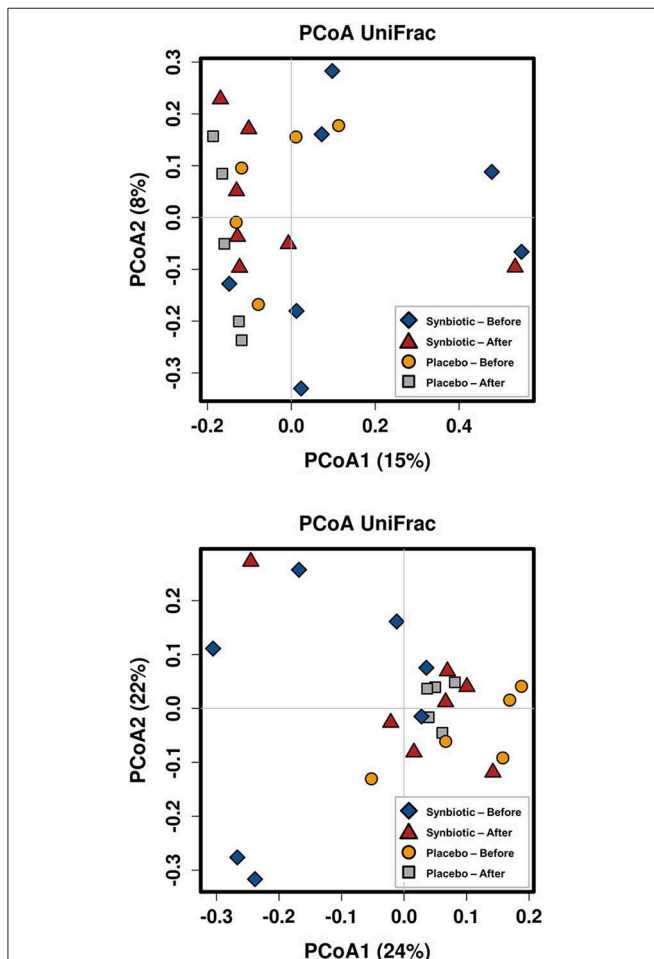 PCoA UniFrac
0.3
0.2
0.1
0.0
-0.1
-0.2
-0.3
PCoA2 (8%)
Synbiotic – Before
Synbiotic – After
Placebo – Before
Placebo – After
-0.2 0.0 0.2 0.4
PCoA1 (15%)
PCoA UniFrac
0.2
0.1
0.0
-0.1
-0.2
-0.3
PCoA2 (22%)
Synbiotic – Before
Synbiotic – After
Placebo – Before
Placebo – After
-0.3 -0.2 -0.1 0.0 0.1 0.2
PCoA1 (24%)